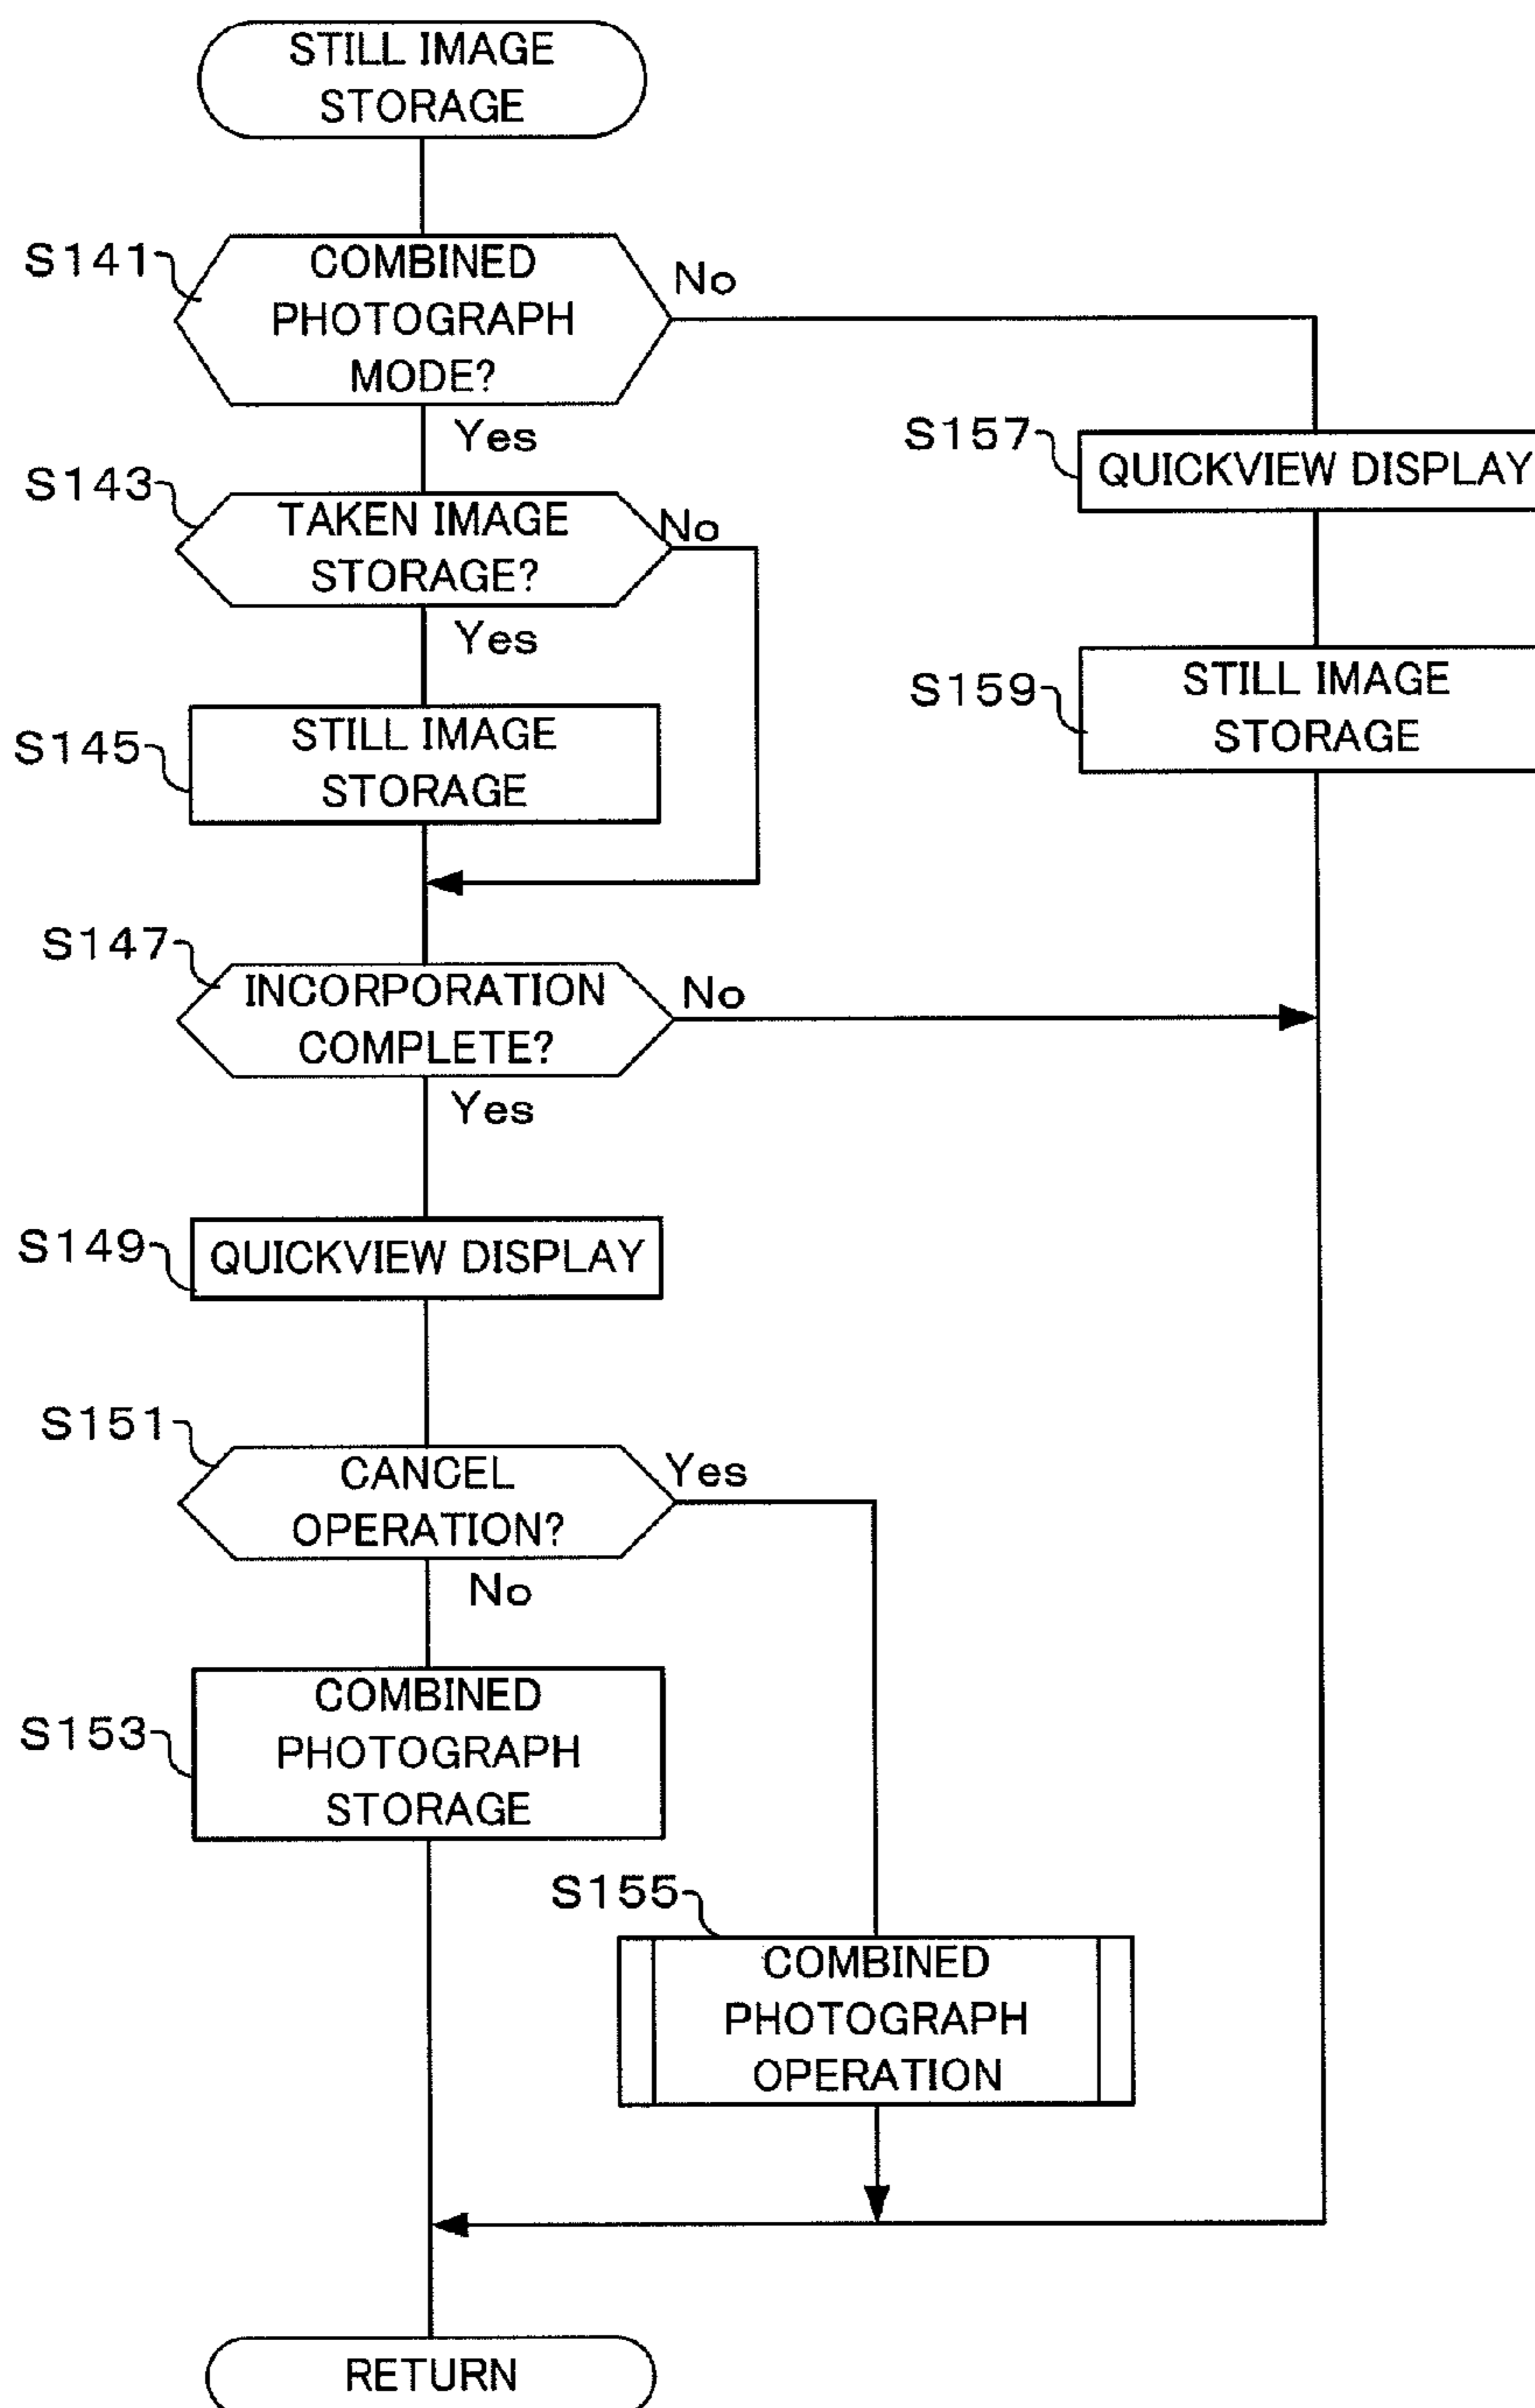 STILL IMAGE
STORAGE
S141
COMBINED
PHOTOGRAPH
MODE?
No
Yes
S157
QUICKVIEW DISPLAY
S143
TAKEN IMAGE
STORAGE?
No
Yes
S159
STILL IMAGE
STORAGE
S145
STILL IMAGE
STORAGE
S147
INCORPORATION
COMPLETE?
No
Yes
S149
QUICKVIEW DISPLAY
S151
CANCEL
OPERATION?
Yes
No
S153
COMBINED
PHOTOGRAPH
STORAGE
S155
COMBINED
PHOTOGRAPH
OPERATION
RETURN